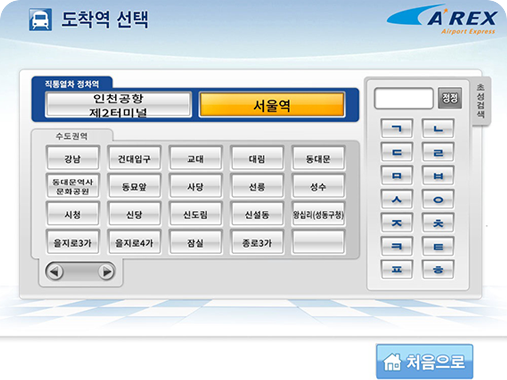 도착역 선택
A'REX
Airport Express
직통열차 정차역
인천공항
제2터미널
서울역
정정
초성검색
수도권역
강남 건대입구 교대 대림 동대문
동대문역사
문화공원
동묘앞 사당 선릉 성수
시청 신당 신도림 신설동 왕십리(성동구청)
을지로3가 을지로4가 잠실 종로3가
ㄱ ㄴ
ㄷ ㄹ
ㅁ ㅂ
ㅅ ㅇ
ㅈ ㅊ
ㅋ ㅌ
ㅍ ㅎ
처음으로